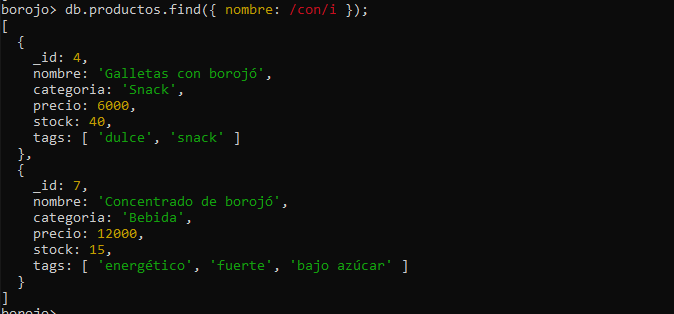 borojo> db.productos.find({ nombre: /con/i });
[
  {
    _id: 4,
    nombre: 'Galletas con borojó',
    categoria: 'Snack',
    precio: 6000,
    stock: 40,
    tags: [ 'dulce', 'snack' ]
  },
  {
    _id: 7,
    nombre: 'Concentrado de borojó',
    categoria: 'Bebida',
    precio: 12000,
    stock: 15,
    tags: [ 'energético', 'fuerte', 'bajo azúcar' ]
  }
]
borojo>